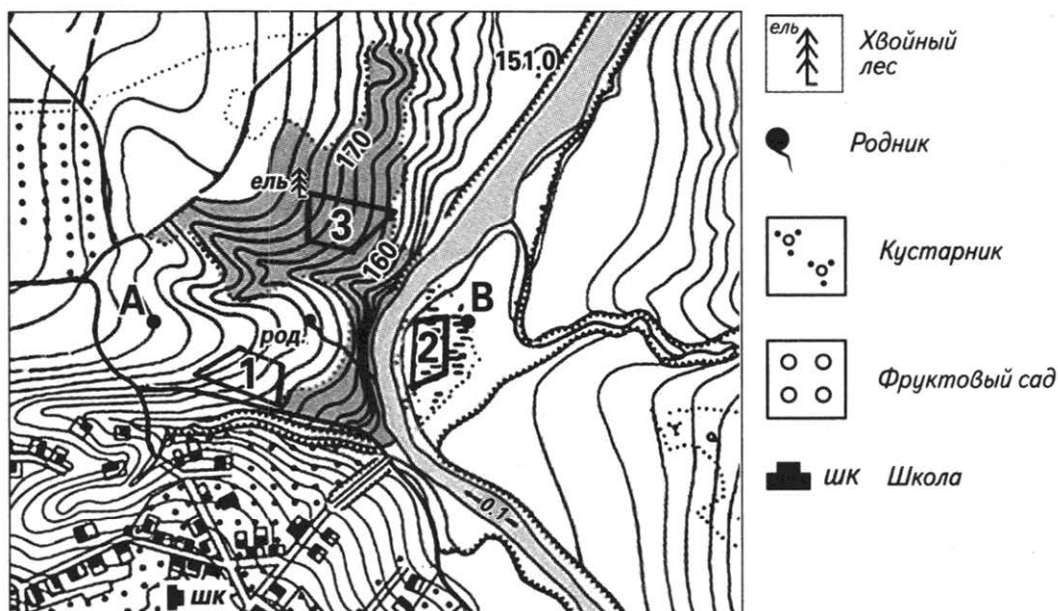 151.0
170
ель
3
160
А
В
род.
2
1
0.1
шк
ель
Хвойный
лес
Родник
Кустарник
Фруктовый сад
шк Школа